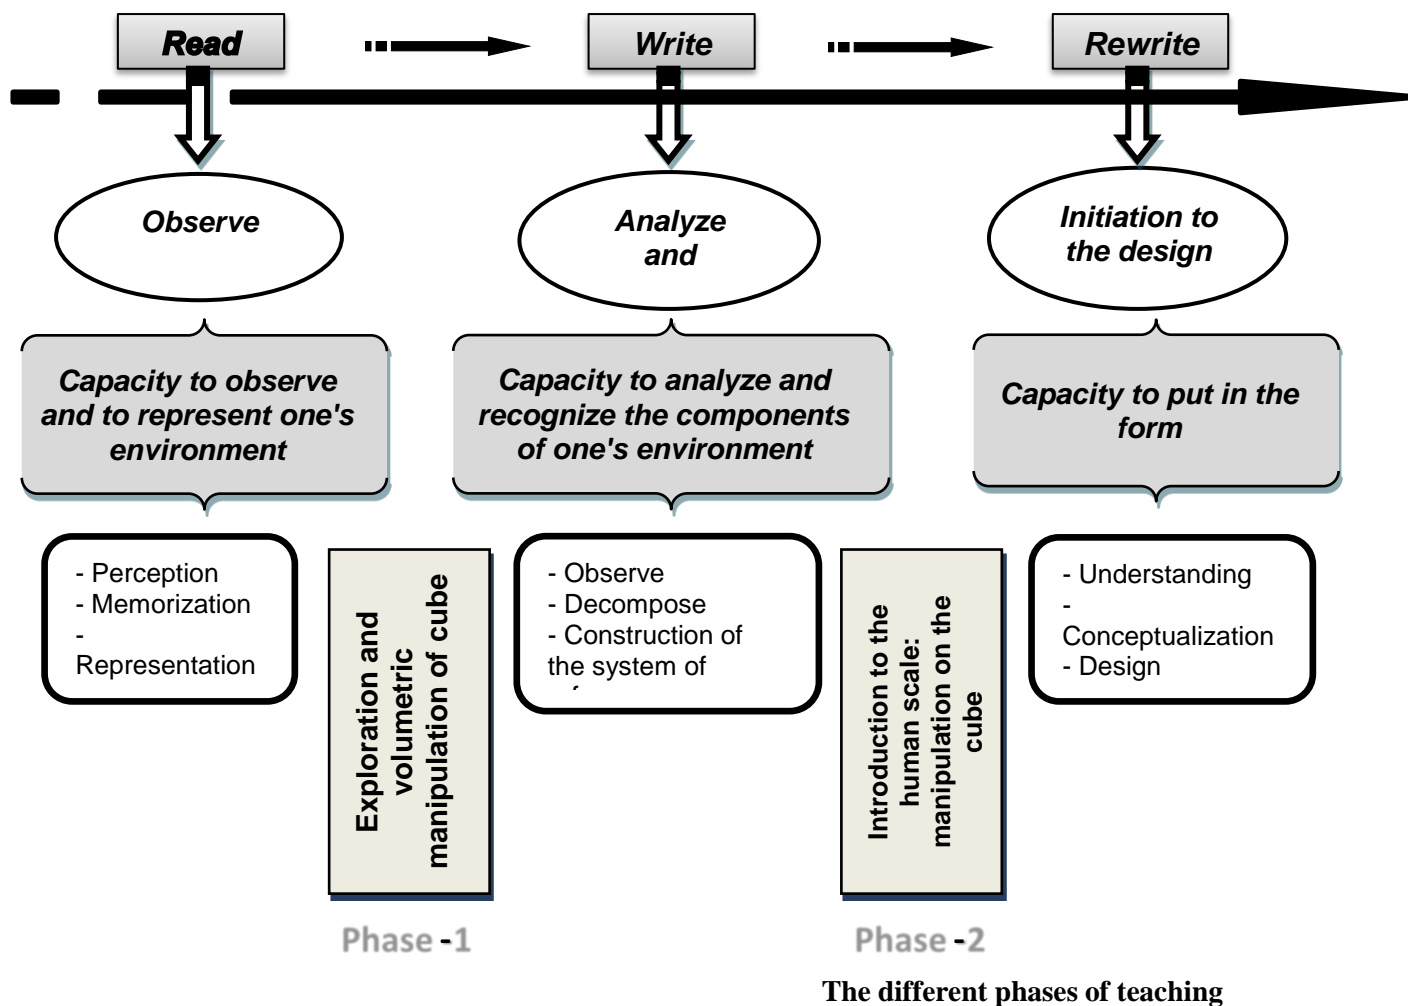 Read
Write
Rewrite
Observe
Analyze
and
Initiation to
the design
Capacity to observe
and to represent one's
environment
Capacity to analyze and
recognize the components
of one's environment
Capacity to put in the
form
- Perception
- Memorization
-
Representation
Exploration and
volumetric
manipulation of cube
- Observe
- Decompose
- Construction of
the system of
Introduction to the
human scale:
manipulation on the
cube
- Understanding
-
Conceptualization
- Design
Phase -1
Phase -2
The different phases of teaching